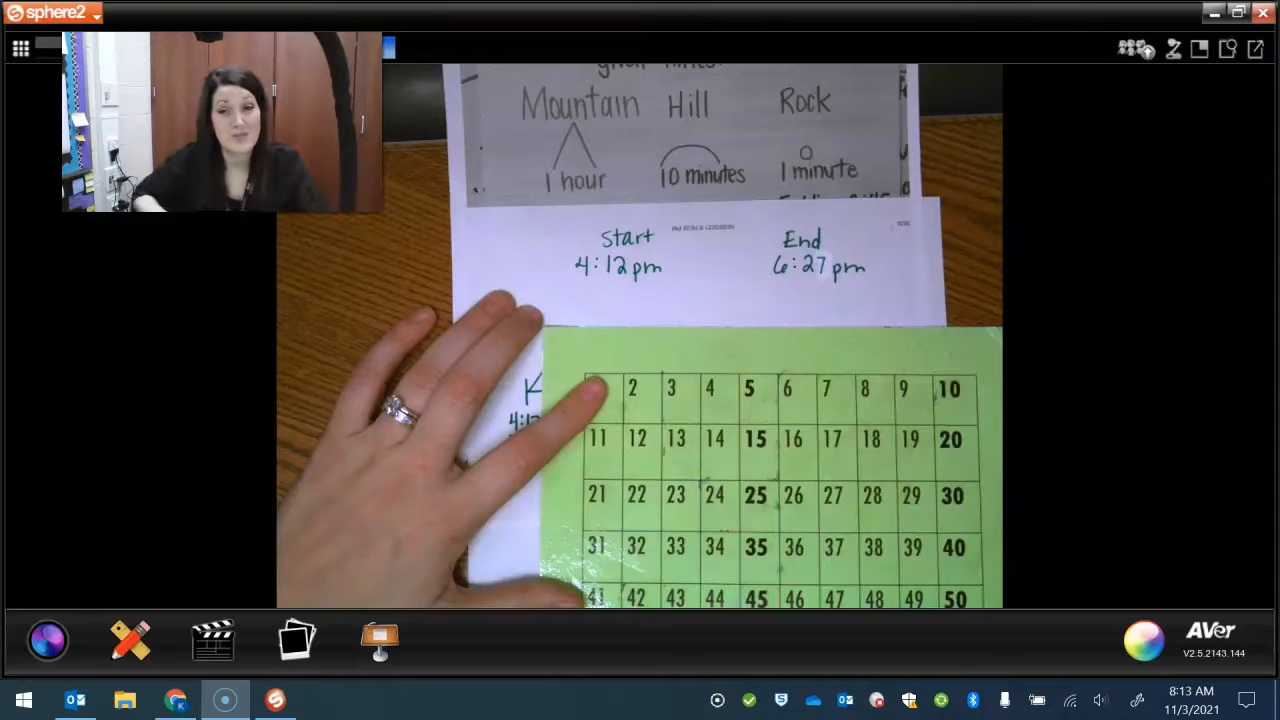 sphere2
given times.
Mountain Hill Rock
1 hour 10 minutes 1 minute
Start End
4:12 pm 6:27 pm
2 3 4 5 6 7 8 9 10
11 12 13 14 15 16 17 18 19 20
21 22 23 24 25 26 27 28 29 30
31 32 33 34 35 36 37 38 39 40
41 42 43 44 45 46 47 48 49 50
AVer
V2.5.2143.144
8:13 AM
11/3/2021